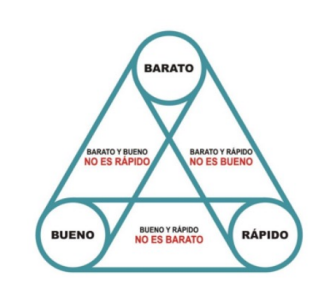 BARATO
BARATO Y BUENO
NO ES RÁPIDO
BARATO Y RÁPIDO
NO ES BUENO
BUENO
BUENO Y RÁPIDO
NO ES BARATO
RÁPIDO